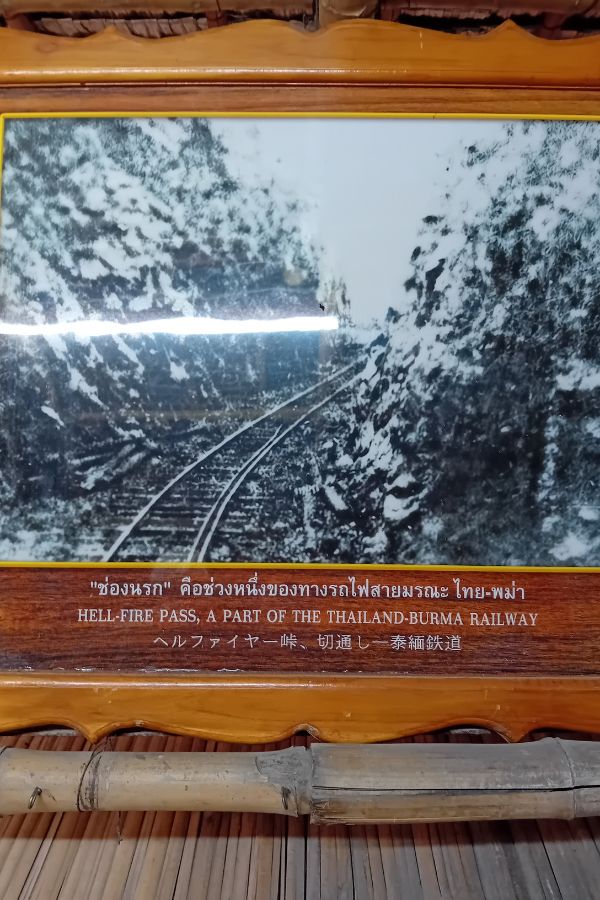 "ช่องนรก" คือช่วงหนึ่งของทางรถไฟสายมรณะ ไทย-พม่า
HELL-FIRE PASS, A PART OF THE THAILAND-BURMA RAILWAY
ヘルファイヤー峠、切通し一泰緬鉄道